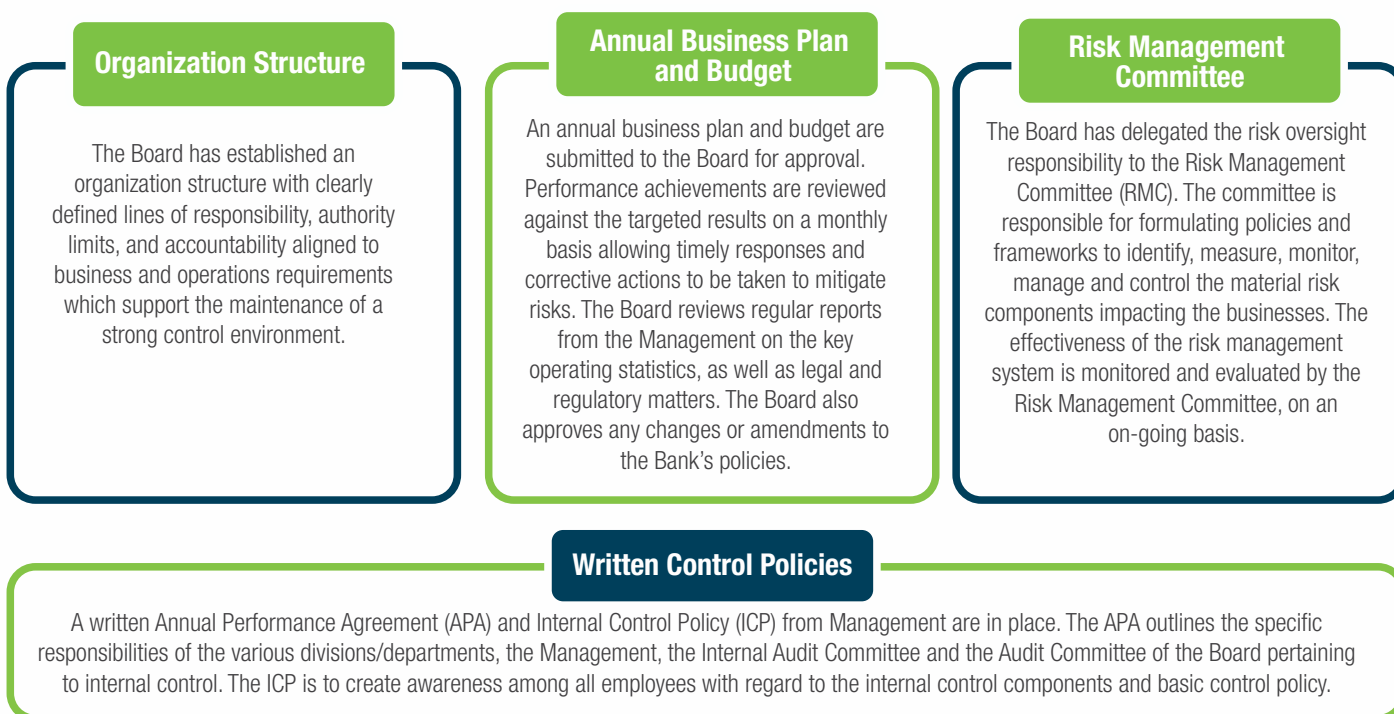 Organization Structure
The Board has established an
organization structure with clearly
defined lines of responsibility, authority
limits, and accountability aligned to
business and operations requirements
which support the maintenance of a
strong control environment.
Annual Business Plan
and Budget
An annual business plan and budget are
submitted to the Board for approval.
Performance achievements are reviewed
against the targeted results on a monthly
basis allowing timely responses and
corrective actions to be taken to mitigate
risks. The Board reviews regular reports
from the Management on the key
operating statistics, as well as legal and
regulatory matters. The Board also
approves any changes or amendments to
the Bank’s policies.
Risk Management
Committee
The Board has delegated the risk oversight
responsibility to the Risk Management
Committee (RMC). The committee is
responsible for formulating policies and
frameworks to identify, measure, monitor,
manage and control the material risk
components impacting the businesses. The
effectiveness of the risk management
system is monitored and evaluated by the
Risk Management Committee, on an
on-going basis.
Written Control Policies
A written Annual Performance Agreement (APA) and Internal Control Policy (ICP) from Management are in place. The APA outlines the specific
responsibilities of the various divisions/departments, the Management, the Internal Audit Committee and the Audit Committee of the Board pertaining
to internal control. The ICP is to create awareness among all employees with regard to the internal control components and basic control policy.